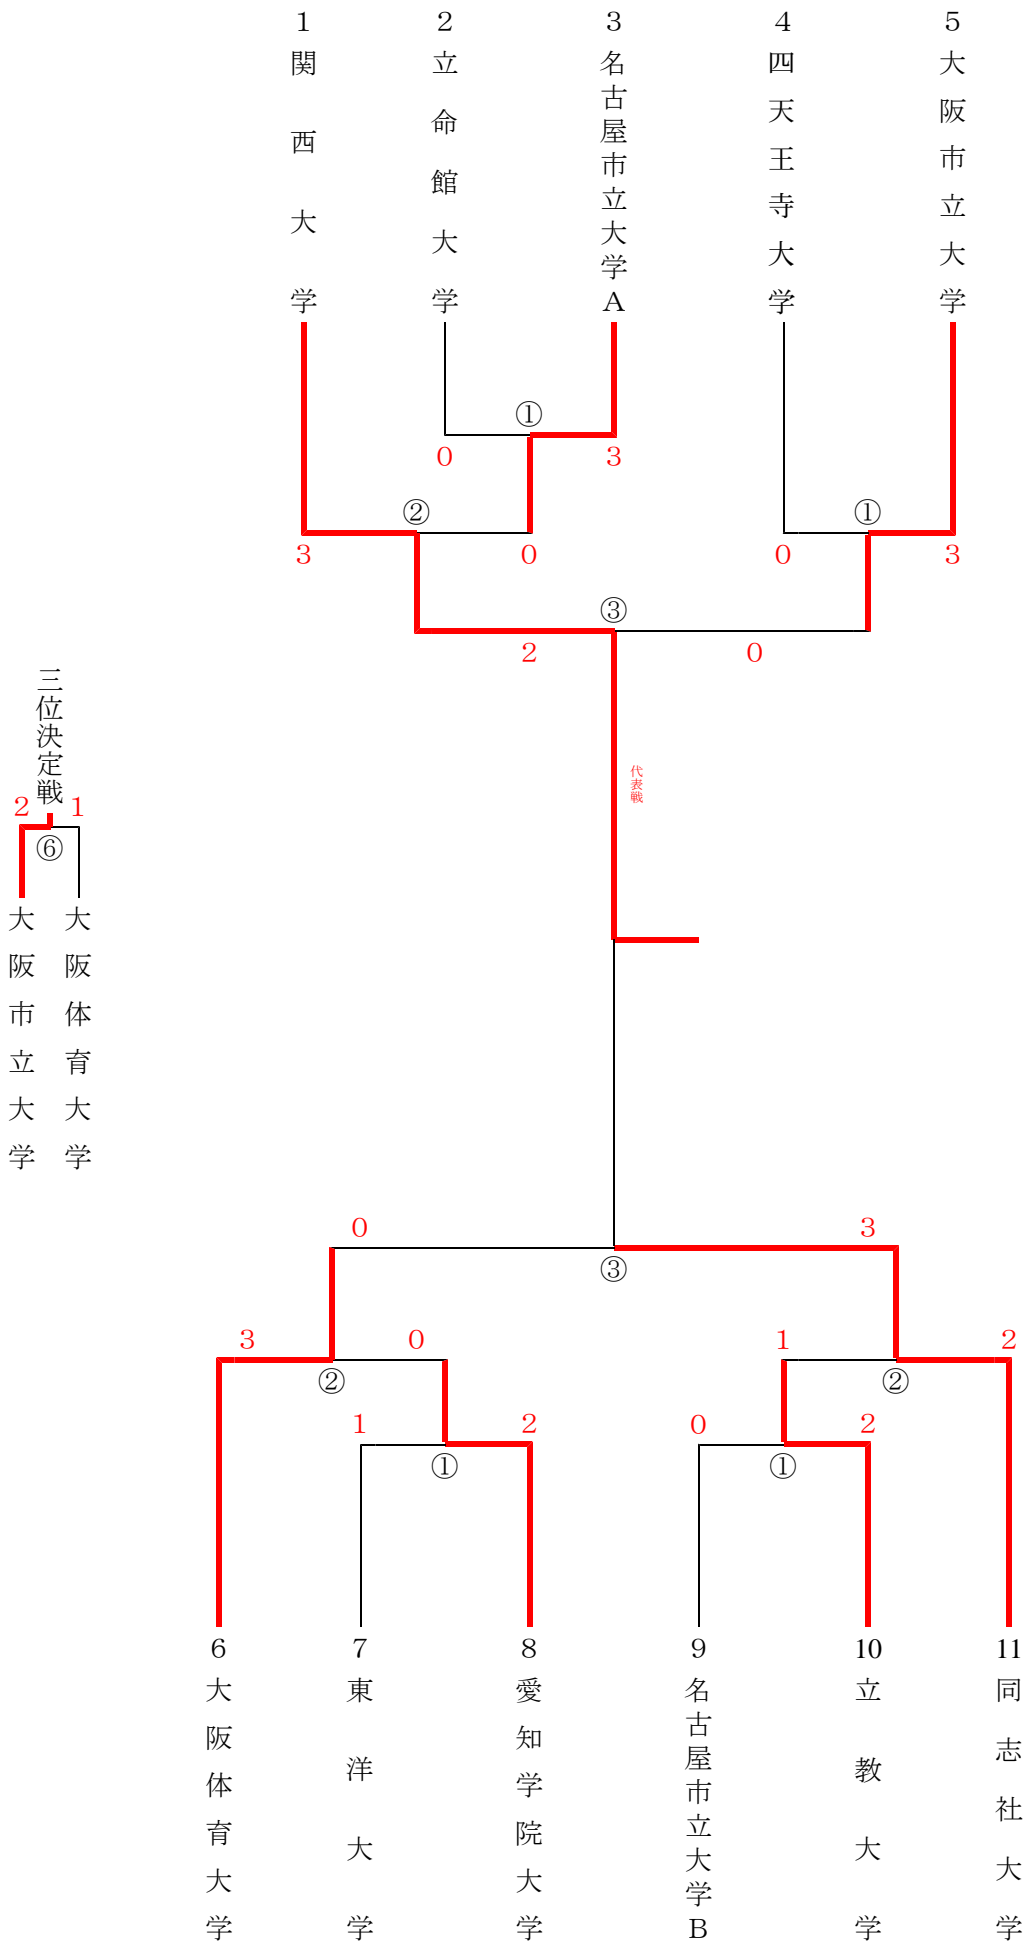 1 2 3 4 5
関西大学
立命館大学
名古屋市立大学A
四天王寺大学
大阪市立大学
①
0 3
② ①
3 0 0 3
③
2 0
三位決定戦
代表戦
2 1
⑥
大阪市立大学
大阪体育大学
0 3
③
3 0 1 2
② ②
1 2 0 2
① ①
6 7 8 9 10 11
大阪体育大学
東洋大学
愛知学院大学
名古屋市立大学B
立教大学
同志社大学